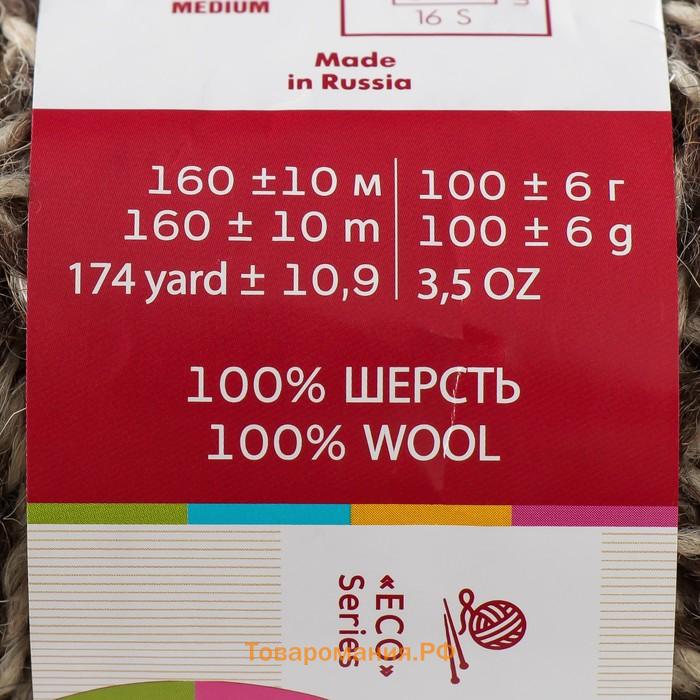 MEDIUM
16 S
Made
in Russia
160 ±10 м
160 ± 10 m
174 yard ± 10,9
100 ± 6 г
100 ± 6 g
3,5 OZ
100% ШЕРСТЬ
100% WOOL
«ECO»
Series
Товаромания.РФ